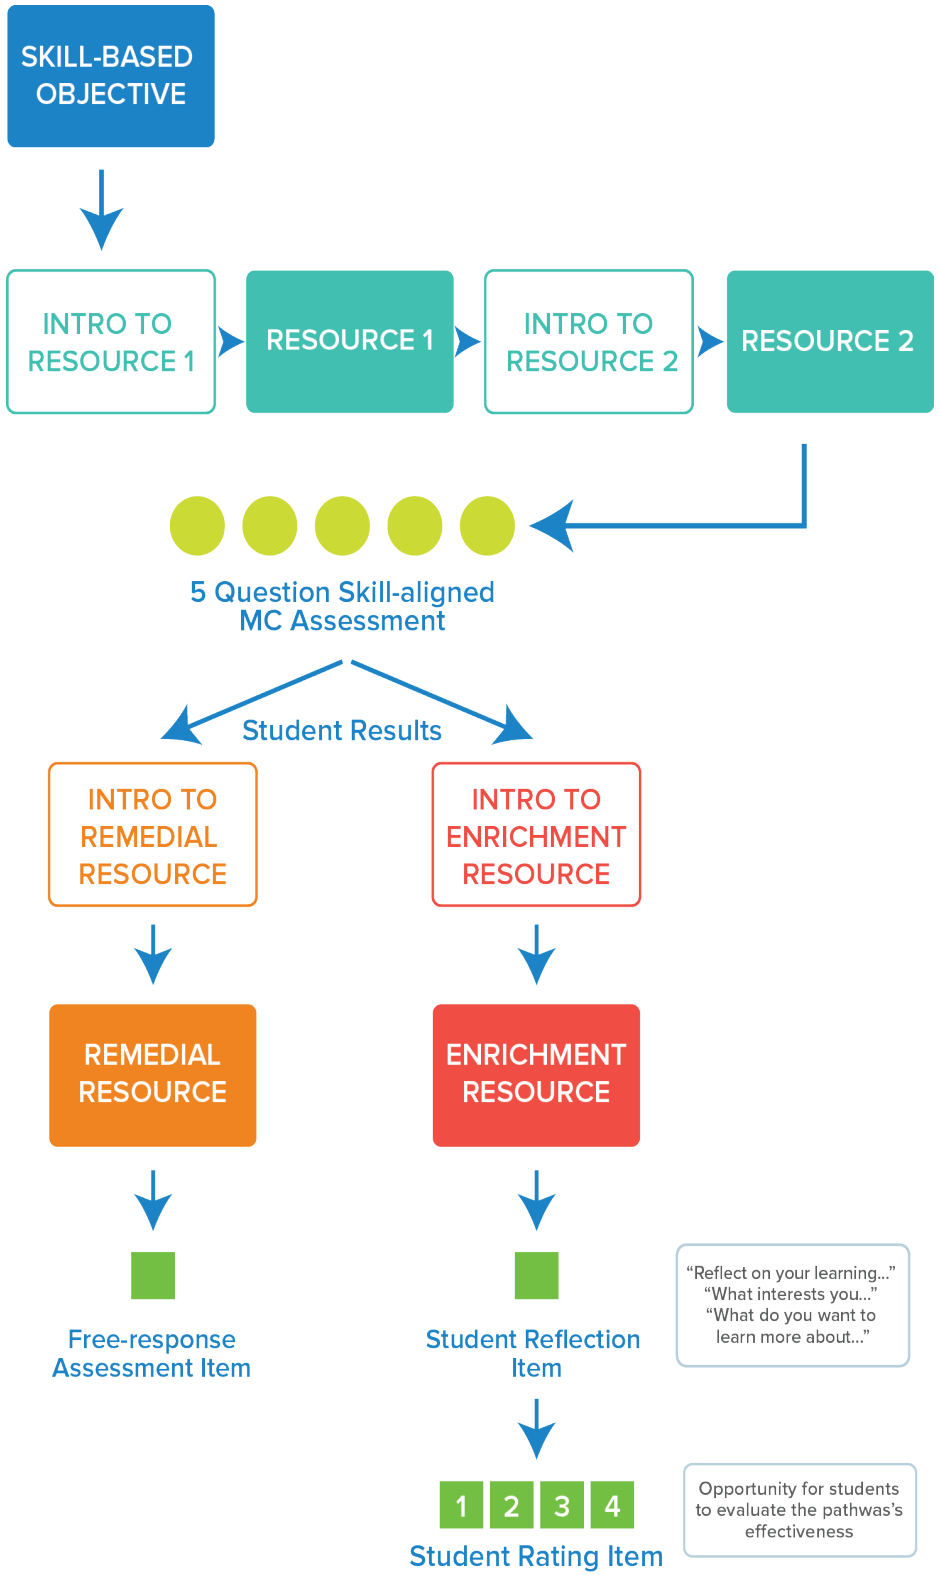 SKILL-BASED
OBJECTIVE
INTRO TO
RESOURCE 1
RESOURCE 1
INTRO TO
RESOURCE 2
RESOURCE 2
5 Question Skill-aligned
MC Assessment
Student Results
INTRO TO
REMEDIAL
RESOURCE
INTRO TO
ENRICHMENT
RESOURCE
REMEDIAL
RESOURCE
ENRICHMENT
RESOURCE
Free-response
Assessment Item
Student Reflection
Item
“Reflect on your learning...”
“What interests you...”
“What do you want to
learn more about...”
1 2 3 4
Student Rating Item
Opportunity for students
to evaluate the pathwas’s
effectiveness